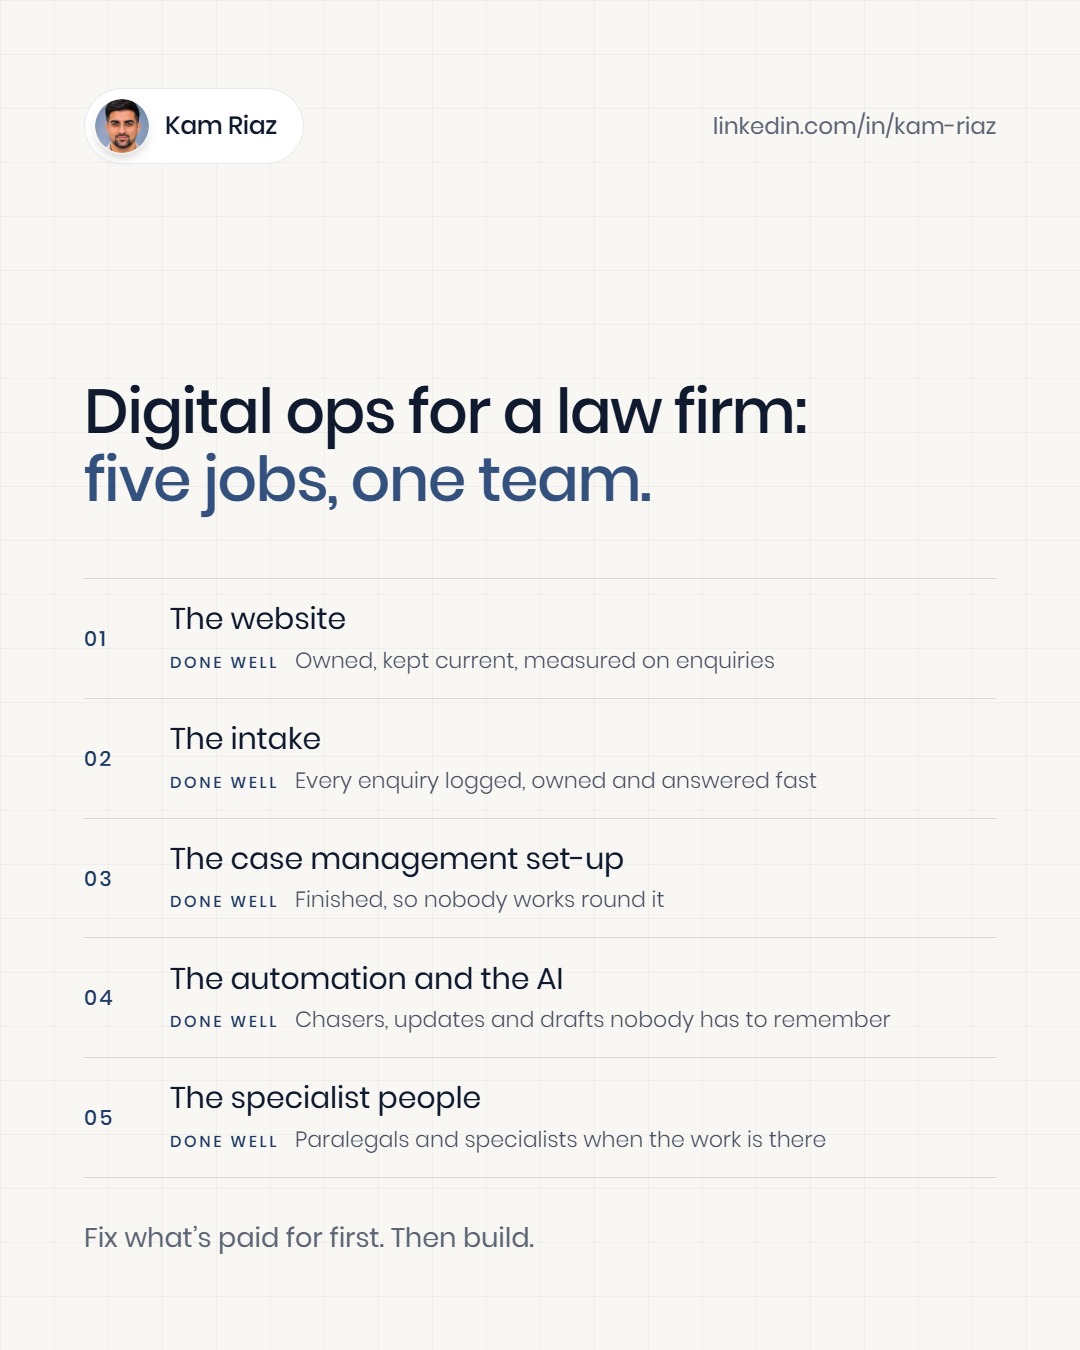 Kam Riaz
linkedin.com/in/kam-riaz
Digital ops for a law firm:
five jobs, one team.
01
The website
DONE WELL Owned, kept current, measured on enquiries
02
The intake
DONE WELL Every enquiry logged, owned and answered fast
03
The case management set-up
DONE WELL Finished, so nobody works round it
04
The automation and the AI
DONE WELL Chasers, updates and drafts nobody has to remember
05
The specialist people
DONE WELL Paralegals and specialists when the work is there
Fix what’s paid for first. Then build.